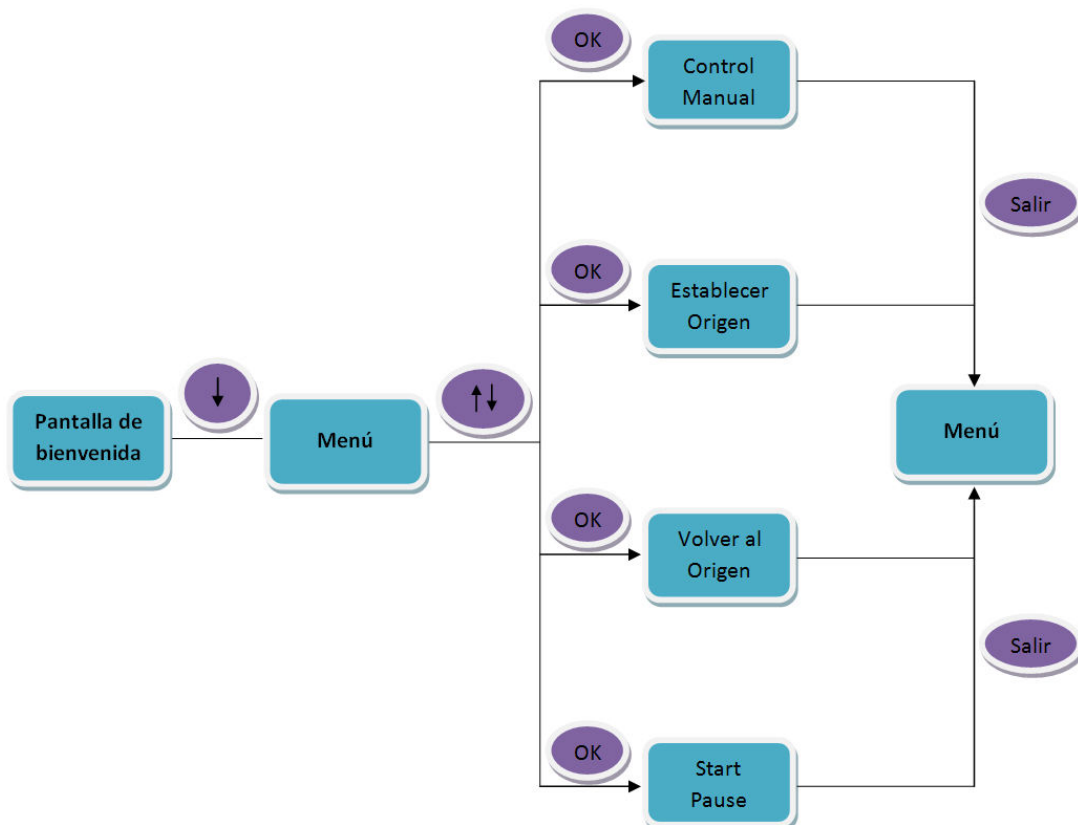 OK
Control
Manual
Salir
OK
Establecer
Origen
↓
↑↓
Pantalla de
bienvenida
Menú
Menú
OK
Volver al
Origen
Salir
OK
Start
Pause